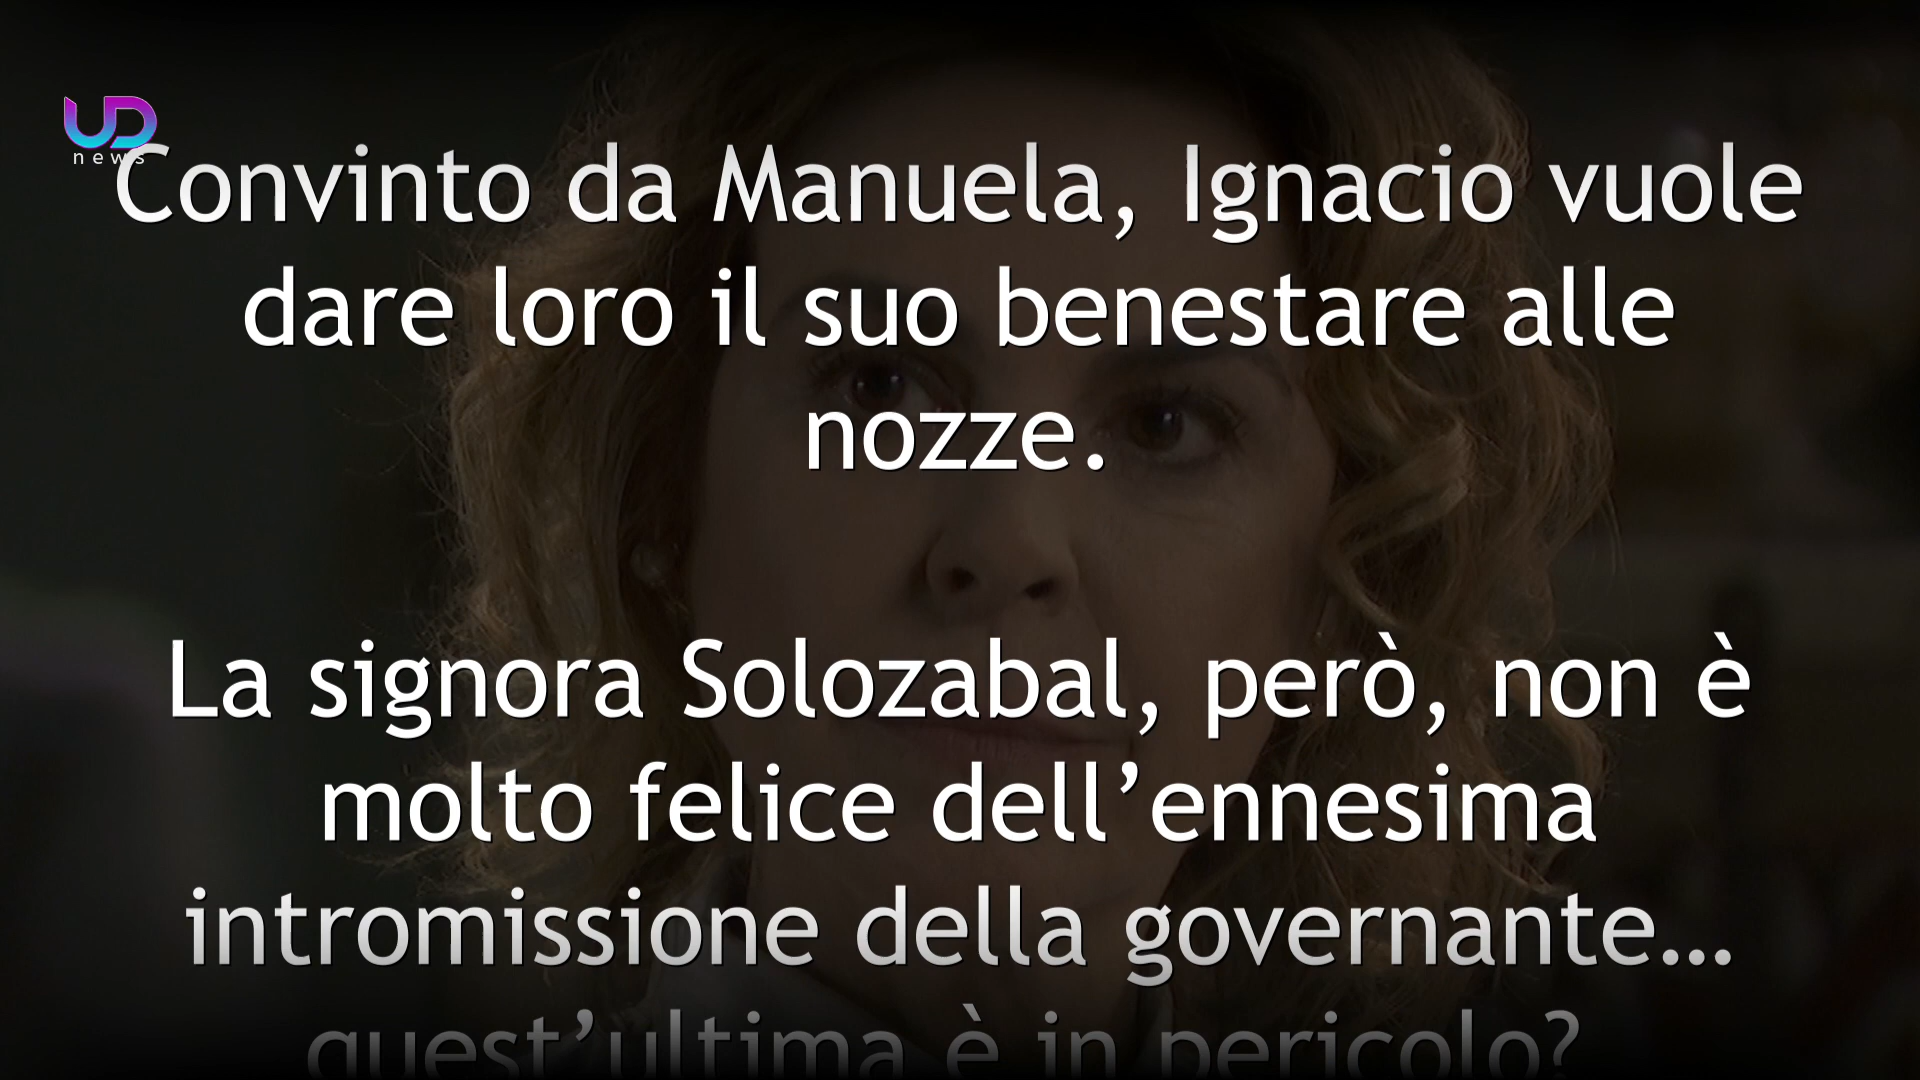 UD
news
Convinto da Manuela, Ignacio vuole
dare loro il suo benestare alle
nozze.
La signora Solozabal, però, non è
molto felice dell’ennesima
intromissione della governante...
quest’ultima è in pericolo?